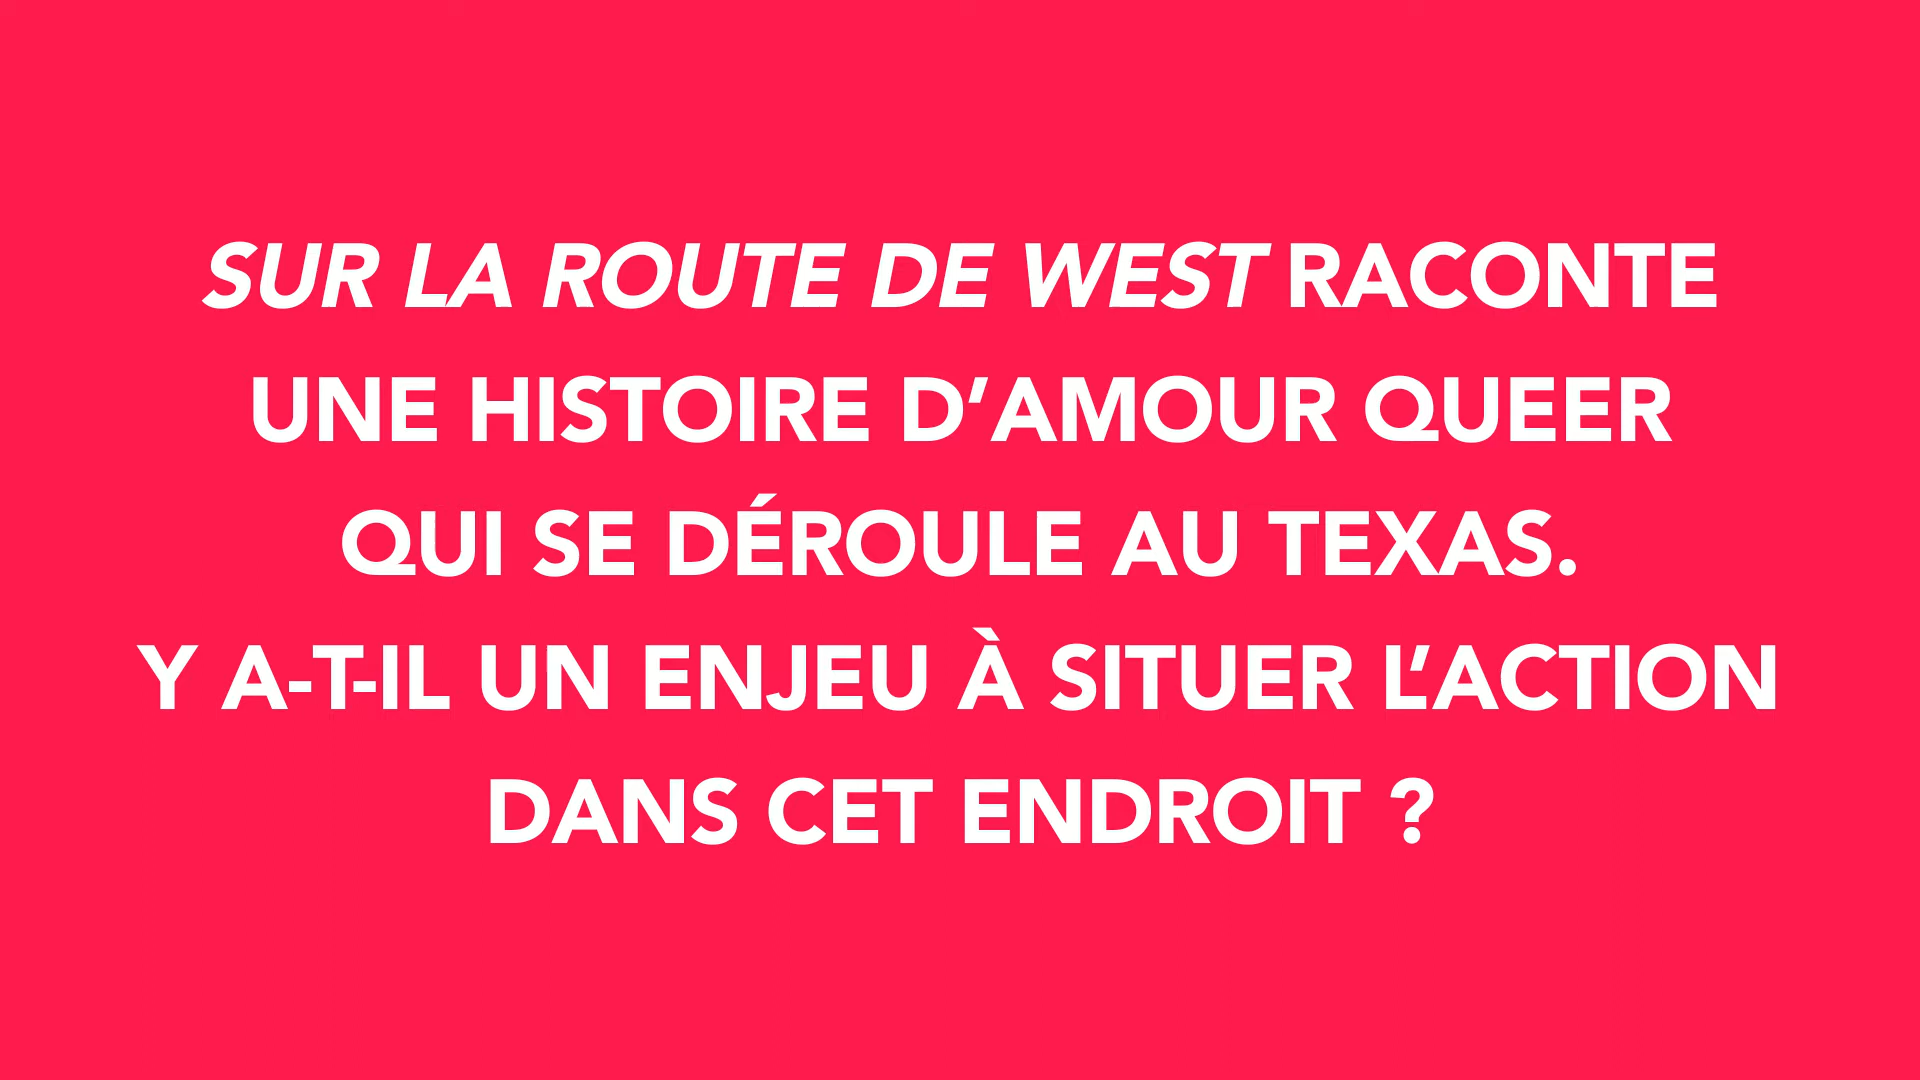 SUR LA ROUTE DE WEST RACONTE
UNE HISTOIRE D’AMOUR QUEER
QUI SE DÉROULE AU TEXAS.
Y A-T-IL UN ENJEU À SITUER L’ACTION
DANS CET ENDROIT ?